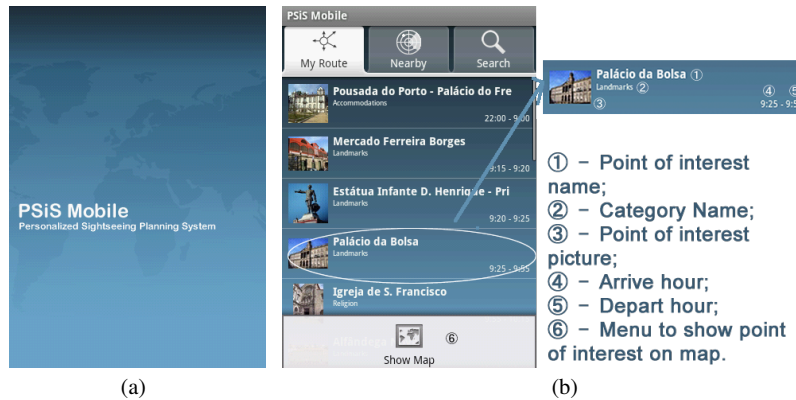 PSiS Mobile
Personalized Sightseeing Planning System
(a)
PSiS Mobile
My Route
Nearby
Search
Pousada do Porto - Palácio do Fre
Accommodations
22:00 - 9:00
Mercado Ferreira Borges
Landmarks
9:15 - 9:20
Estátua Infante D. Henrique - Pri
Landmarks
9:20 - 9:25
Palácio da Bolsa
Landmarks
9:25 - 9:55
Igreja de S. Francisco
Religion
Show Map
⑥
Palácio da Bolsa ①
Landmarks ②
③
④ ⑤
9:25 - 9:5
① - Point of interest
name;
② - Category Name;
③ - Point of interest
picture;
④ - Arrive hour;
⑤ - Depart hour;
⑥ - Menu to show point
of interest on map.
(b)